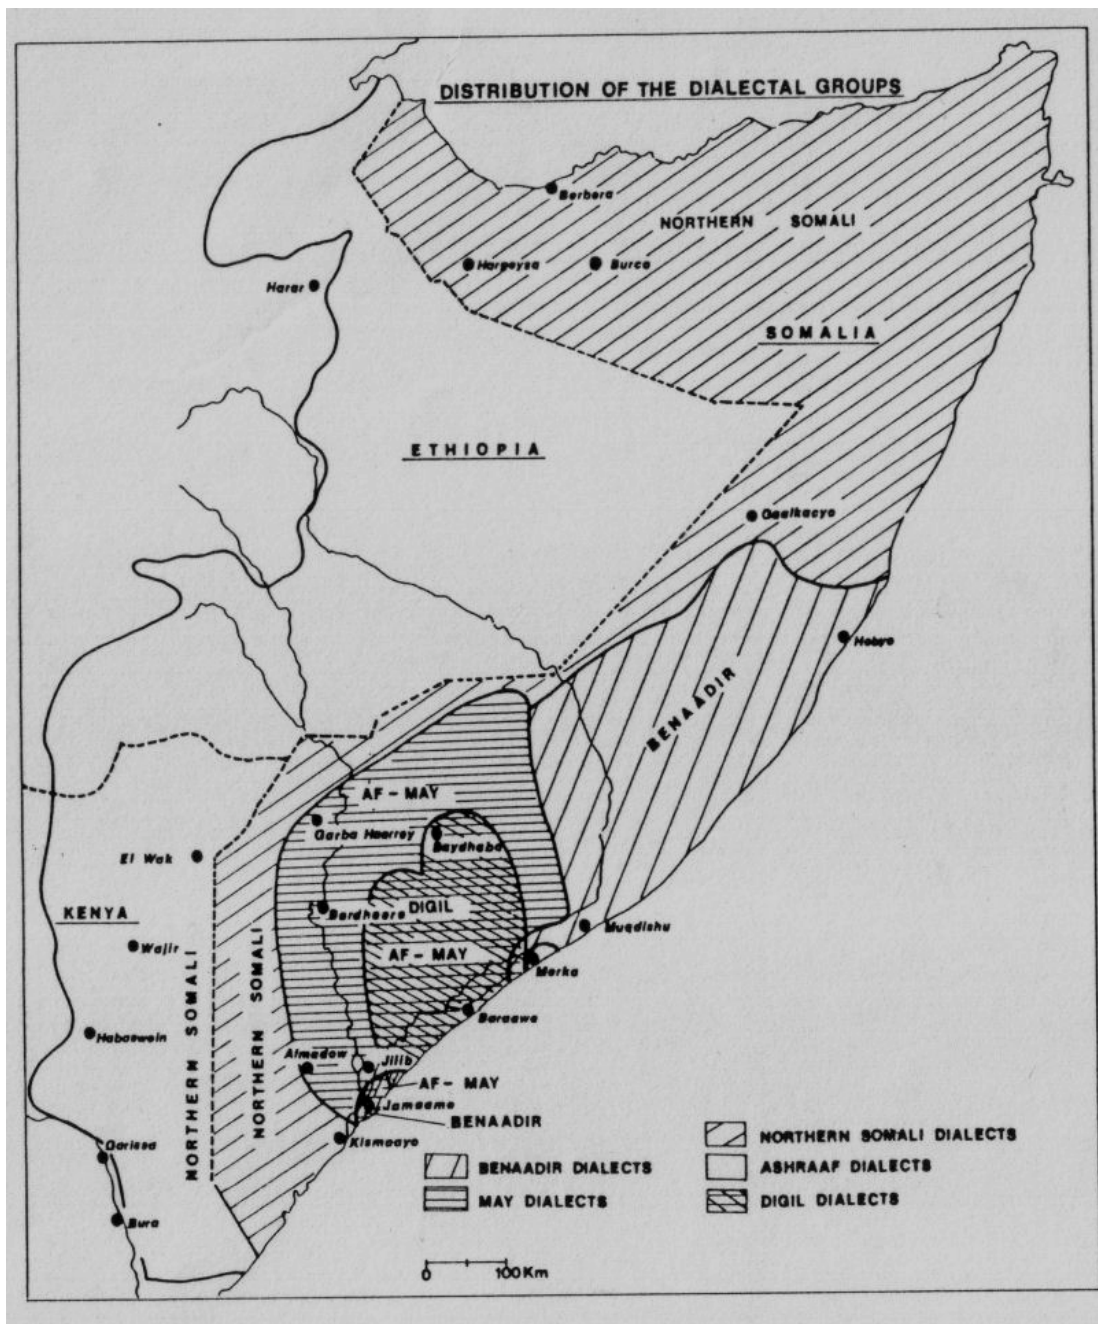 DISTRIBUTION OF THE DIALECTAL GROUPS
Berbera
NORTHERN SOMALI
Hargeysa
Burco
Harar
SOMALIA
ETHIOPIA
Gaalkacyo
Hobyo
BENAADIR
AF-MAY
Garba Haarrey
Baydhaba
El Wak
DIGIL
Bardheere
KENYA
Muqdishu
Wajir
AF-MAY
Marka
NORTHERN SOMALI
NORTHERN SOMALI
Baraawe
Habaswein
Afmadow
Jilib
AF-MAY
Jamaame
BENAADIR
Kismaayo
Garissa
Bura
NORTHERN SOMALI DIALECTS
BENAADIR DIALECTS
ASHRAAF DIALECTS
MAY DIALECTS
DIGIL DIALECTS
0 100Km